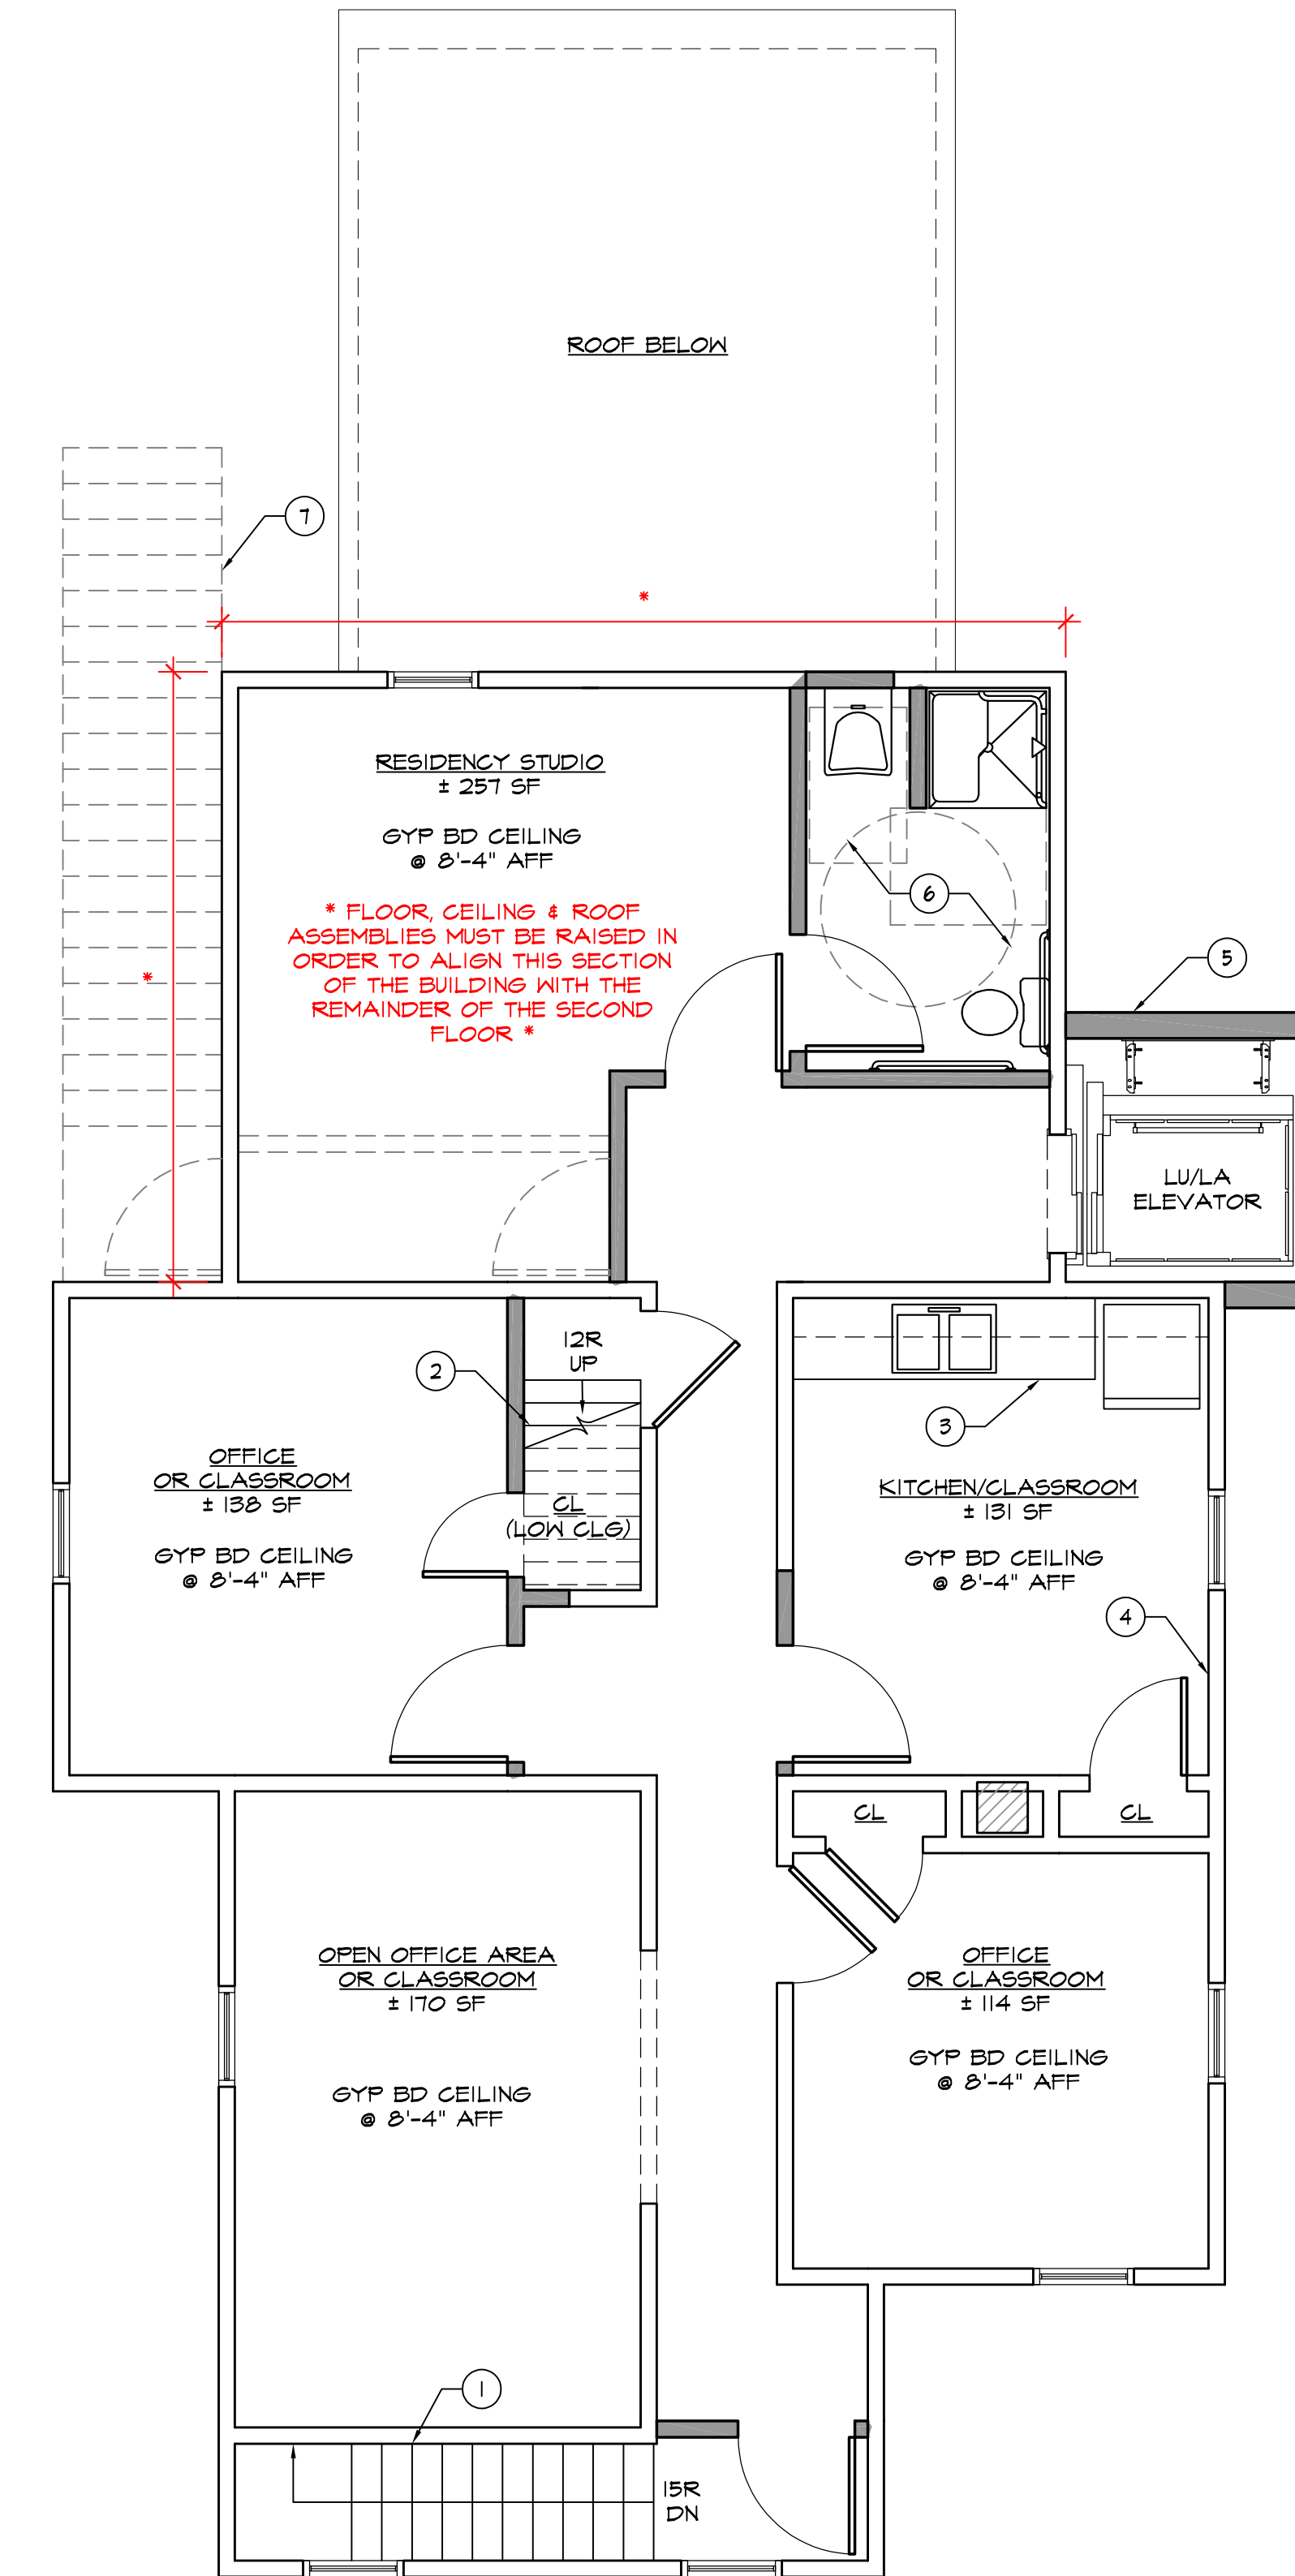 ROOF BELOW
7
*
RESIDENCY STUDIO
± 257 SF
GYP BD CEILING
@ 8'-4" AFF
* FLOOR, CEILING & ROOF
ASSEMBLIES MUST BE RAISED IN
ORDER TO ALIGN THIS SECTION
OF THE BUILDING WITH THE
REMAINDER OF THE SECOND
FLOOR *
*
6
5
LU/LA
ELEVATOR
12R
UP
2
3
OFFICE
OR CLASSROOM
± 138 SF
GYP BD CEILING
@ 8'-4" AFF
CL
(LOW CLG)
KITCHEN/CLASSROOM
± 131 SF
GYP BD CEILING
@ 8'-4" AFF
4
CL
CL
OPEN OFFICE AREA
OR CLASSROOM
± 170 SF
GYP BD CEILING
@ 8'-4" AFF
OFFICE
OR CLASSROOM
± 114 SF
GYP BD CEILING
@ 8'-4" AFF
1
15R
DN